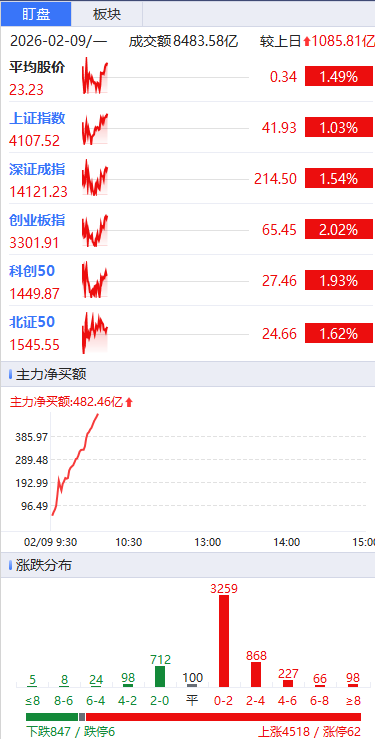 盯盘 板块
2026-02-09/一 成交额8483.58亿 较上日1085.81亿
平均股价
23.23 0.34 1.49%
上证指数
4107.52 41.93 1.03%
深证成指
14121.23 214.50 1.54%
创业板指
3301.91 65.45 2.02%
科创50
1449.87 27.46 1.93%
北证50
1545.55 24.66 1.62%
主力净买额
主力净买额:482.46亿
385.97
289.48
192.99
96.49
02/09 9:30 10:30 13:00 14:00 15:00
涨跌分布
5 8 24 98 712 100 3259 868 227 66 98
≤8 8-6 6-4 4-2 2-0 平 0-2 2-4 4-6 6-8 ≥8
下跌847 / 跌停6 上涨4518 / 涨停62